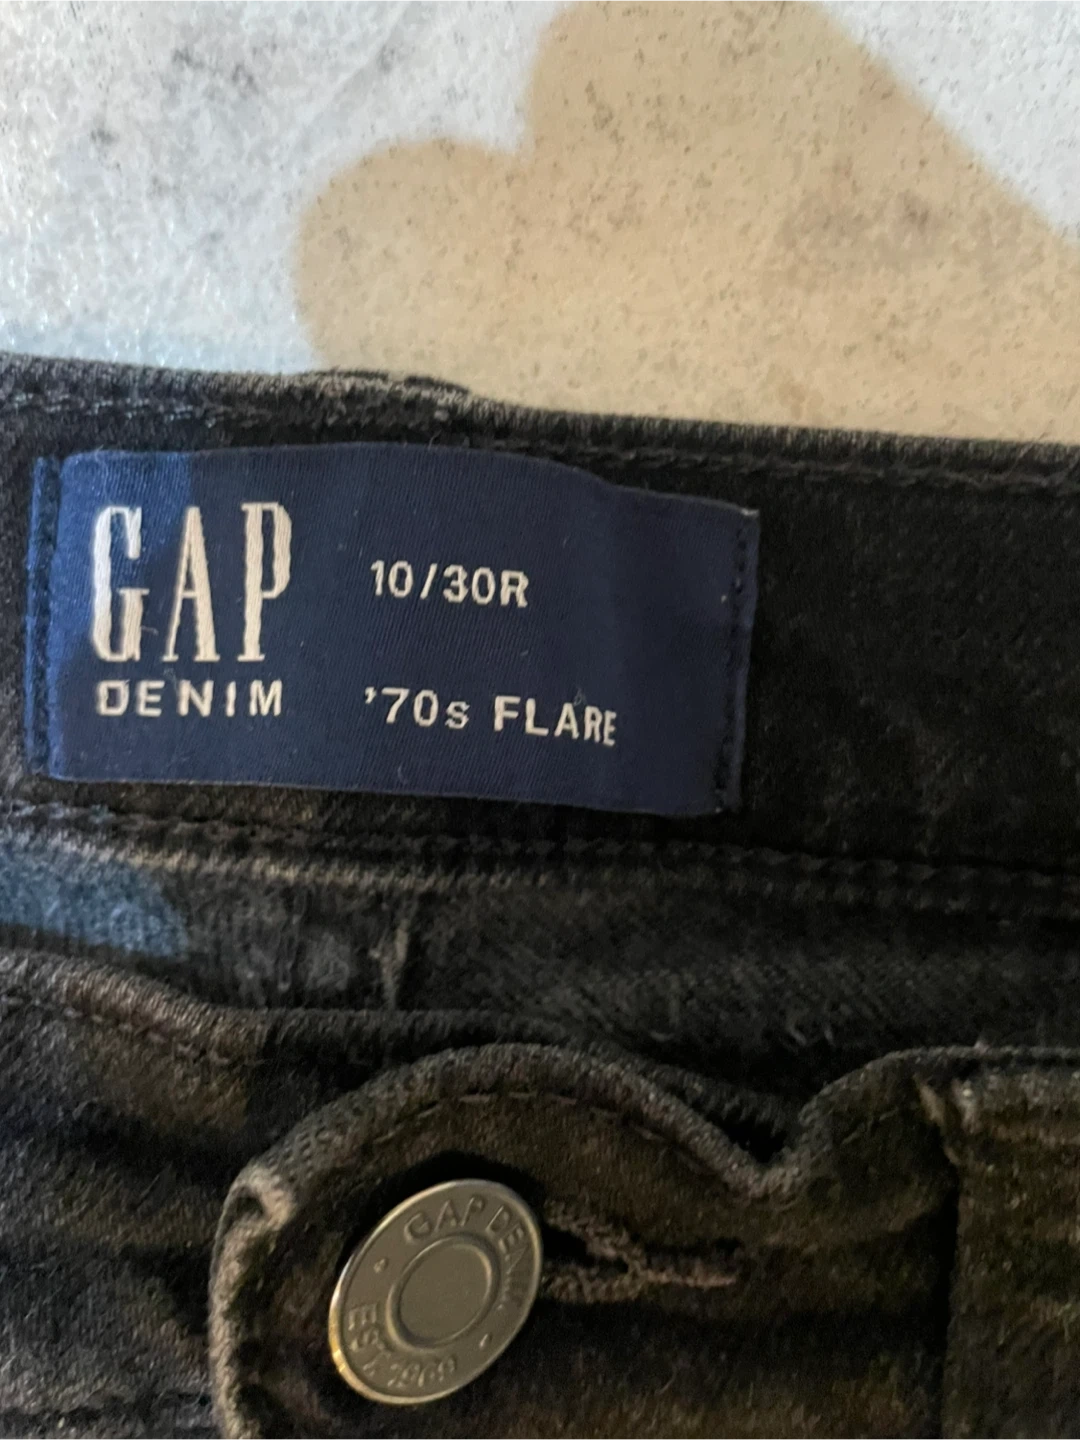 GAP
DENIM
10/30R
'70s FLARE
GAP DENIM
EST. 1969